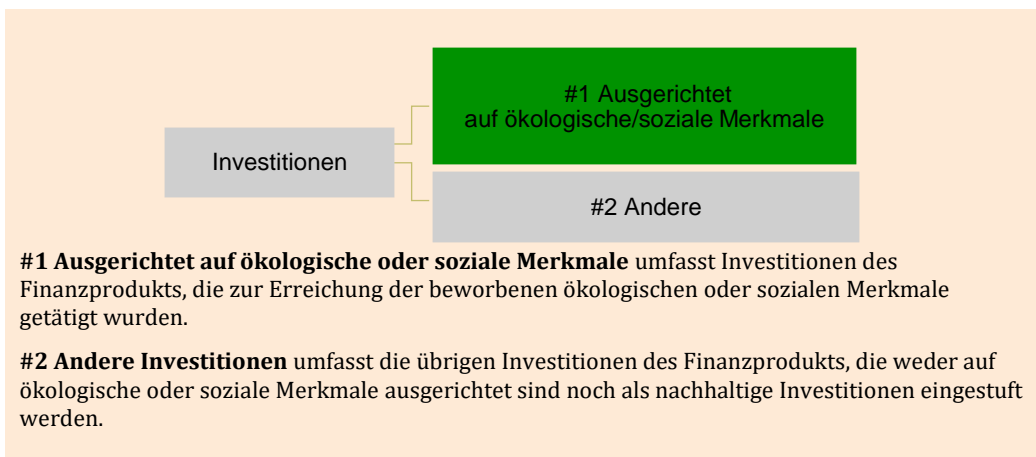 #1 Ausgerichtet
auf ökologische/soziale Merkmale
Investitionen
#2 Andere
#1 Ausgerichtet auf ökologische oder soziale Merkmale umfasst Investitionen des
Finanzprodukts, die zur Erreichung der beworbenen ökologischen oder sozialen Merkmale
getätigt wurden.
#2 Andere Investitionen umfasst die übrigen Investitionen des Finanzprodukts, die weder auf
ökologische oder soziale Merkmale ausgerichtet sind noch als nachhaltige Investitionen eingestuft
werden.